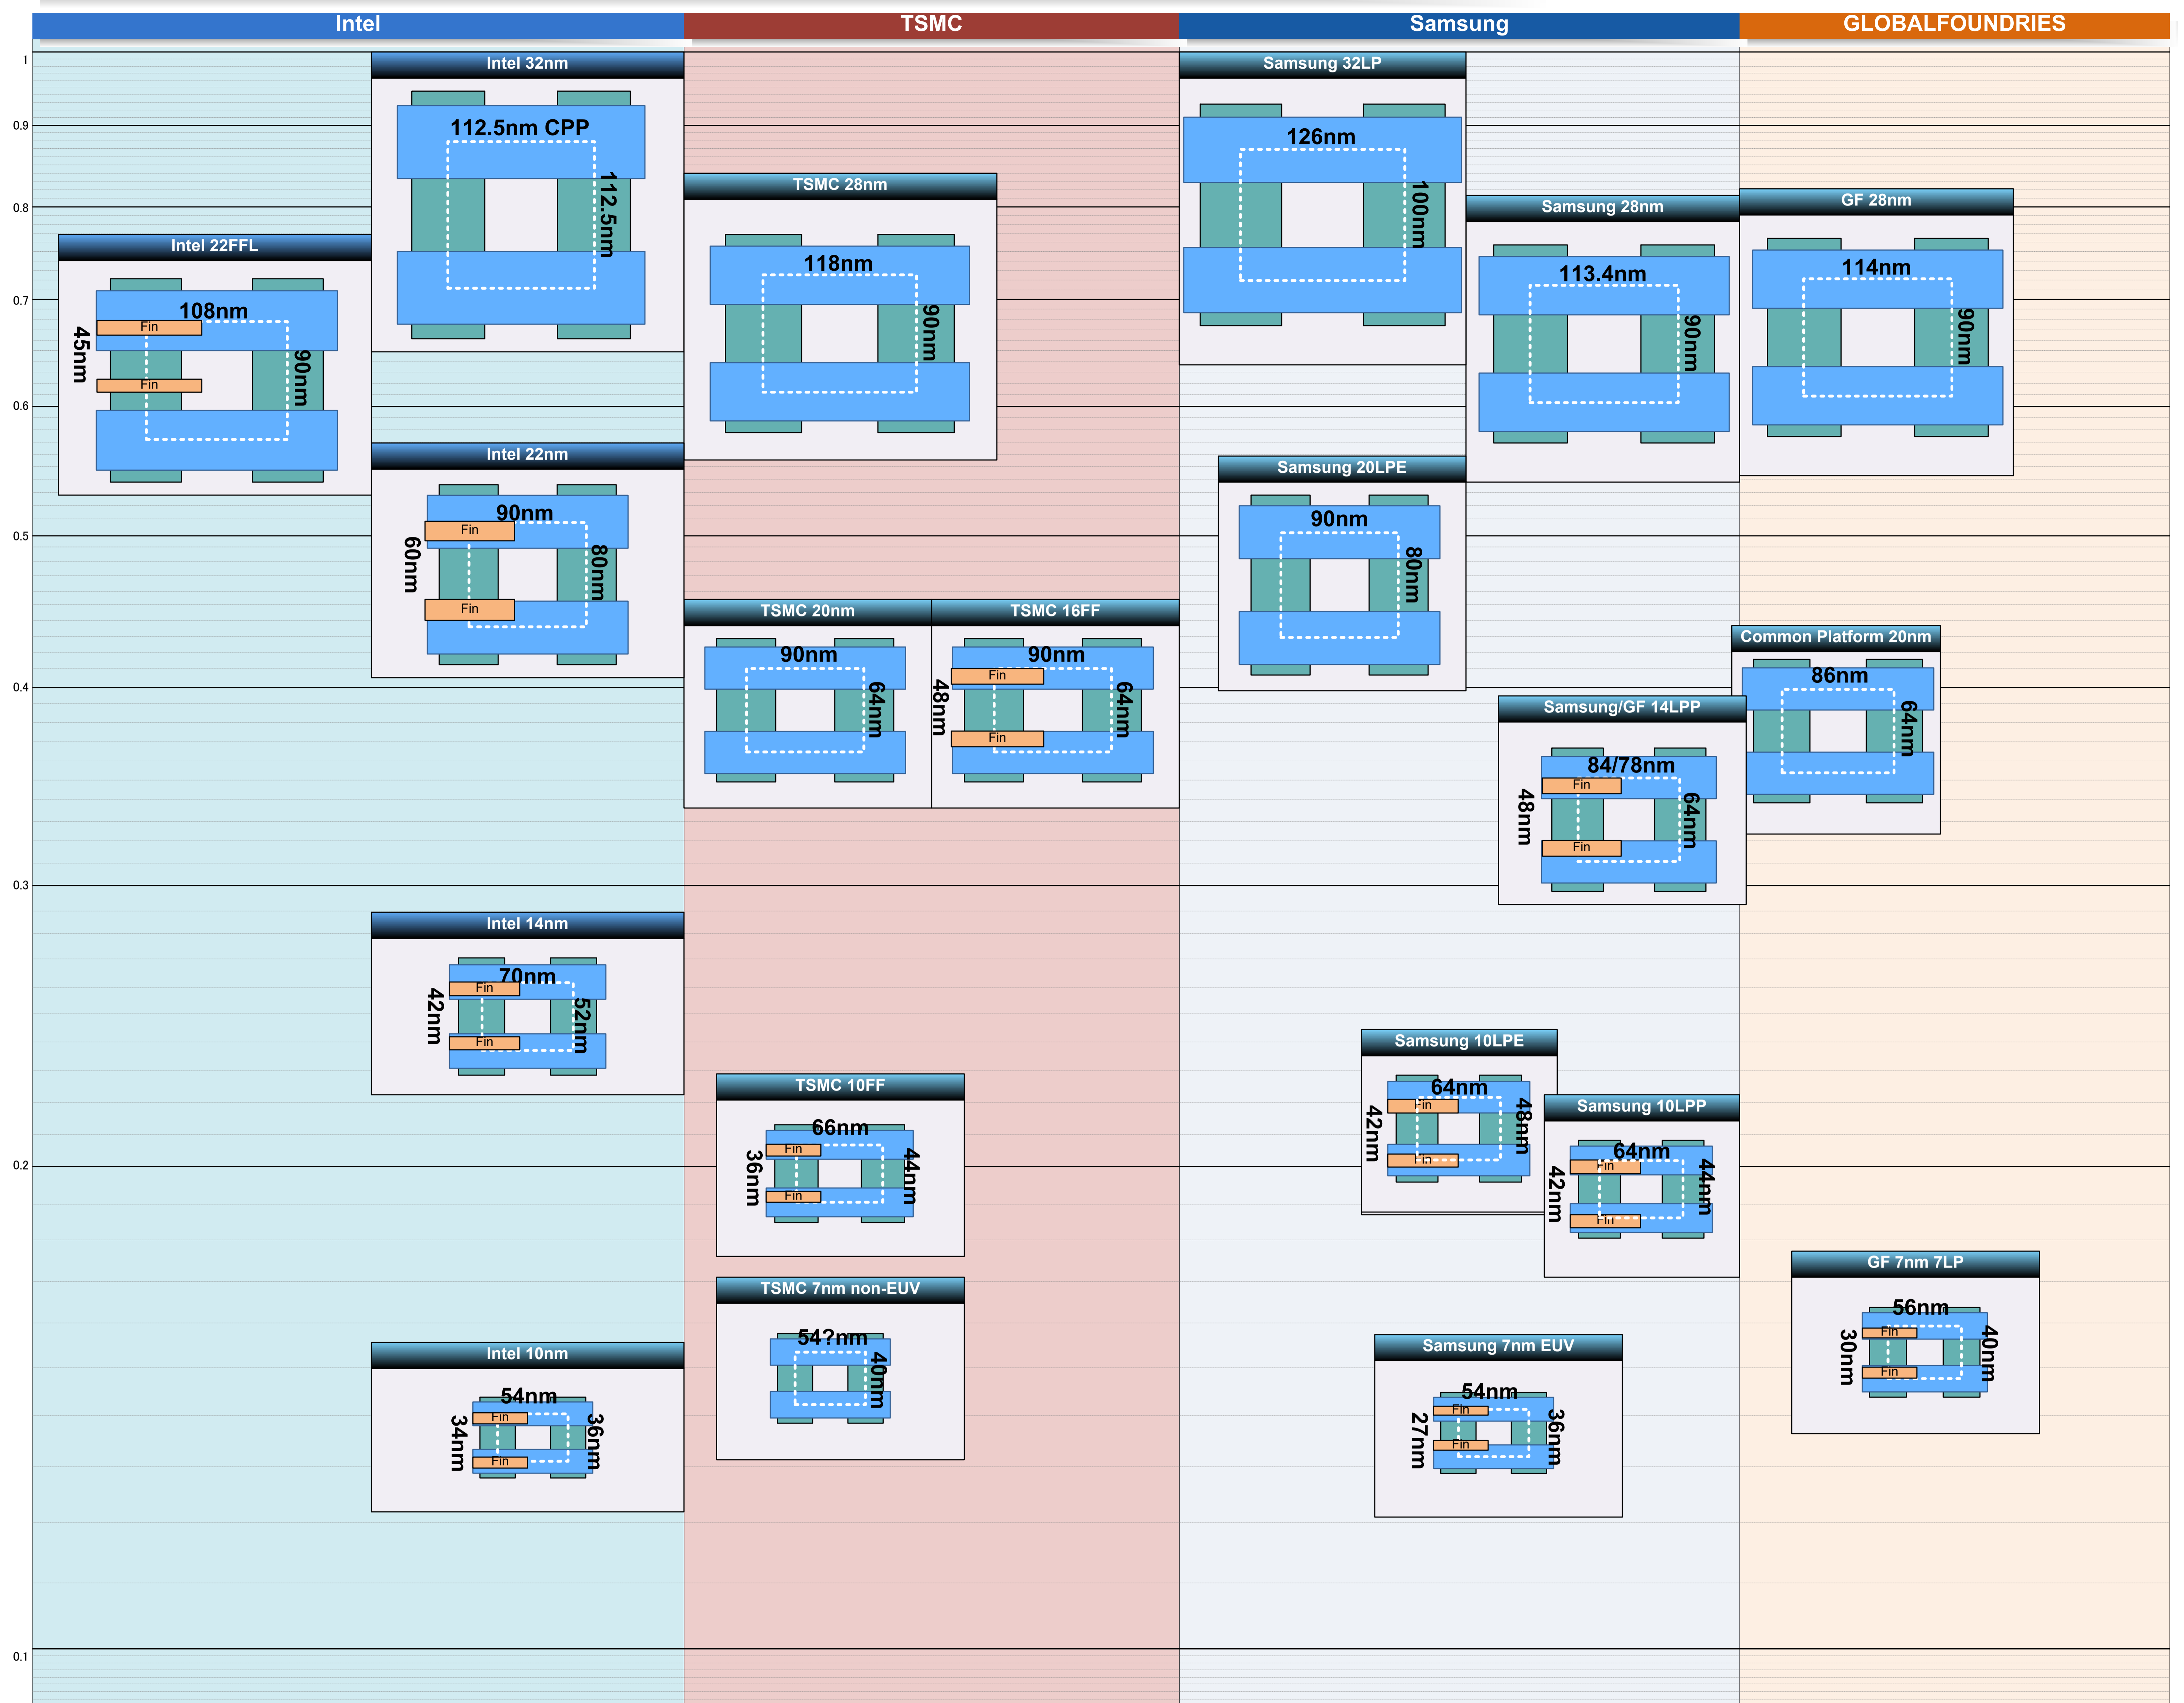 Intel
TSMC
Samsung
GLOBALFOUNDRIES
1
0.9
0.8
0.7
0.6
0.5
0.4
0.3
0.2
0.1
Intel 32nm
112.5nm CPP
112.5nm
Intel 22FFL
108nm
45nm
Fin
Fin
90nm
Intel 22nm
90nm
60nm
Fin
Fin
80nm
Intel 14nm
70nm
42nm
Fin
Fin
52nm
Intel 10nm
54nm
34nm
Fin
Fin
36nm
TSMC 28nm
118nm
90nm
TSMC 20nm
90nm
64nm
TSMC 16FF
90nm
48nm
Fin
Fin
64nm
TSMC 10FF
66nm
36nm
Fin
Fin
44nm
TSMC 7nm non-EUV
54?nm
40nm
Samsung 32LP
126nm
100nm
Samsung 28nm
113.4nm
90nm
Samsung 20LPE
90nm
80nm
Samsung/GF 14LPP
84/78nm
48nm
Fin
Fin
64nm
Samsung 10LPE
64nm
42nm
Fin
Fin
48nm
Samsung 10LPP
64nm
42nm
Fin
Fin
44nm
Samsung 7nm EUV
54nm
27nm
Fin
Fin
36nm
GF 28nm
114nm
90nm
Common Platform 20nm
86nm
64nm
GF 7nm 7LP
56nm
30nm
Fin
Fin
40nm